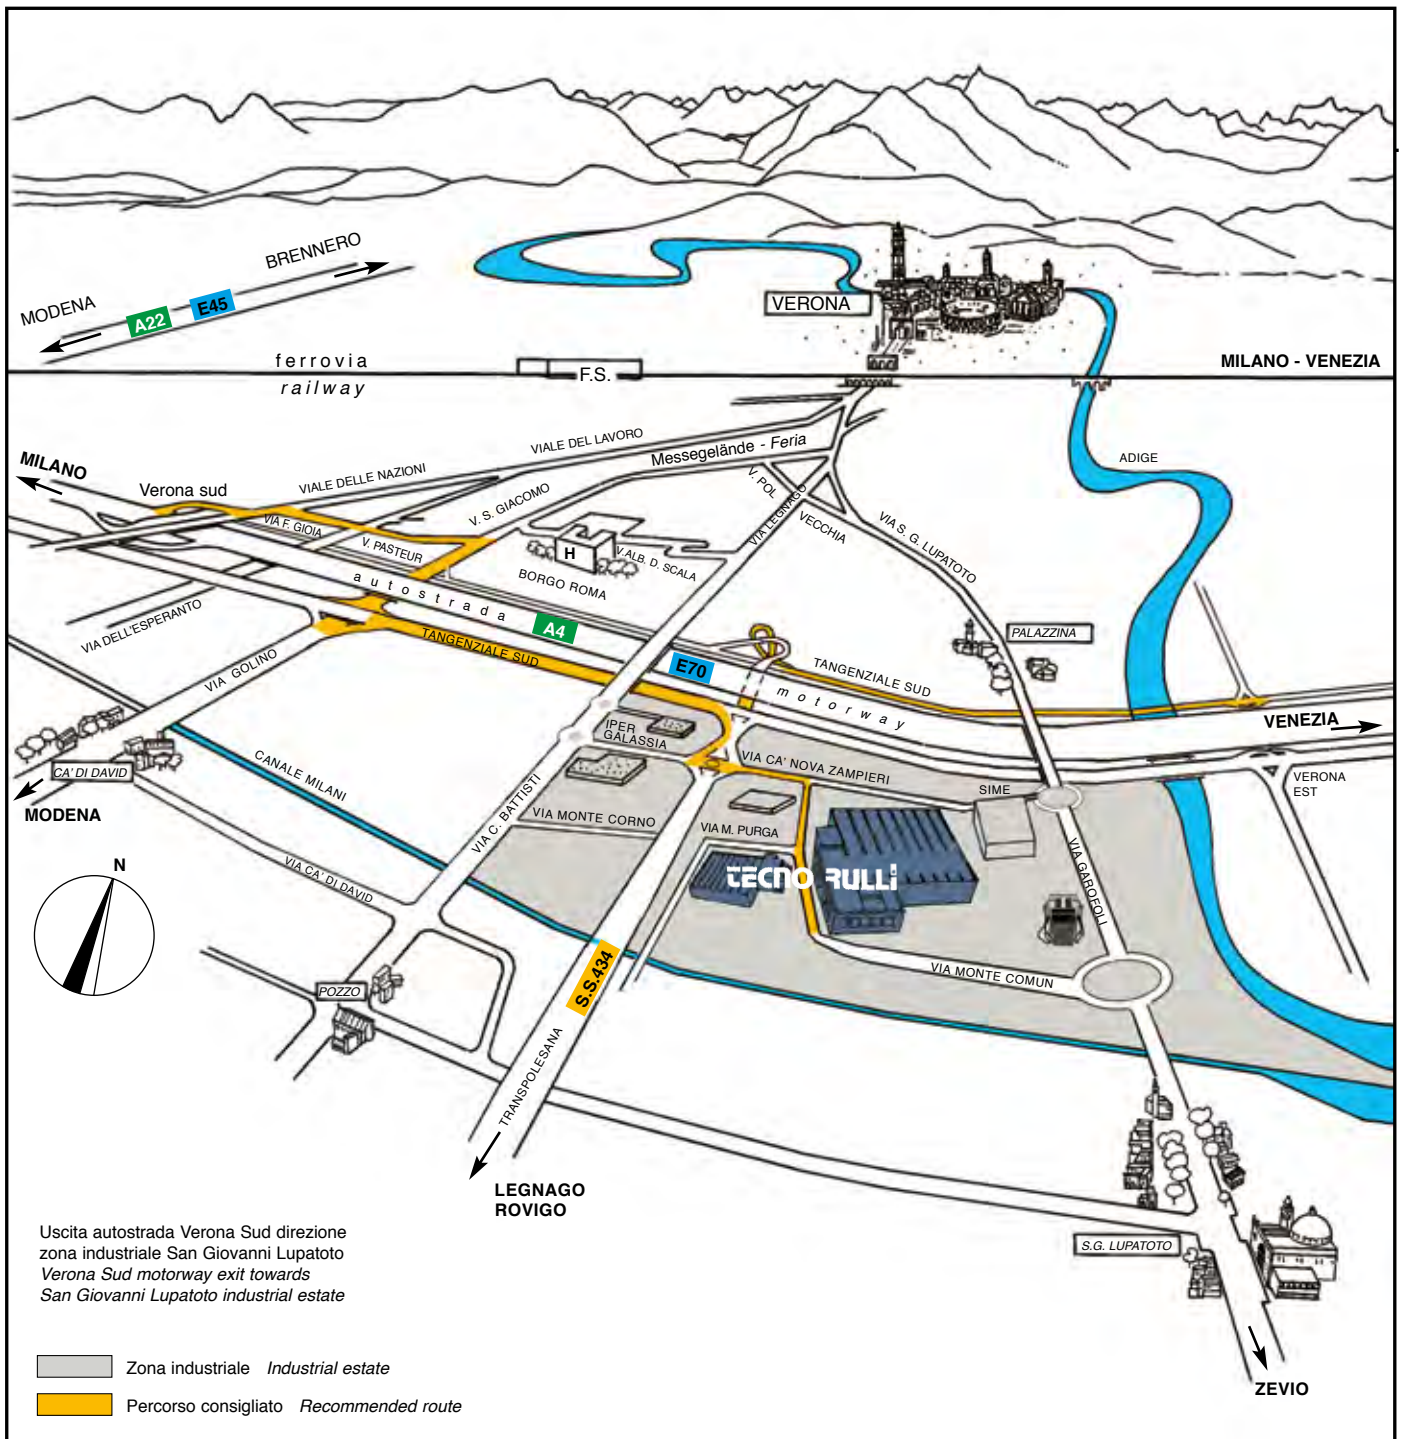 BRENNERO
MODENA
A22
E45
VERONA
ferrovia
railway
F.S.
MILANO - VENEZIA
VIALE DEL LAVORO
Messegelände - Feria
VIALE DELLE NAZIONI
MILANO
Verona sud
ADIGE
V. S. GIACOMO
V. POL
VECCHIA
VIA LEGNAGO
VIA S. G. LUPATOTO
VIA F. GIOIA
V. PASTEUR
H
V.ALB. D. SCALA
BORGO ROMA
autostrada
A4
VIA DELL'ESPERANTO
TANGENZIALE SUD
PALAZZINA
VIA GOLINO
E70
TANGENZIALE SUD
motorway
VENEZIA
IPER
GALASSIA
VIA CA' NOVA ZAMPIERI
CA' DI DAVID
CANALE MILANI
SIME
VERONA
EST
MODENA
VIA C. BATTISTI
VIA MONTE CORNO
VIA M. PURGA
VIA GAROFOLI
N
VIA CA' DI DAVID
TECNO RULLI
VIA MONTE COMUN
S.S.434
POZZO
TRANSPOLESANA
LEGNAGO
ROVIGO
S.G. LUPATOTO
Uscita autostrada Verona Sud direzione
zona industriale San Giovanni Lupatoto
Verona Sud motorway exit towards
San Giovanni Lupatoto industrial estate
Zona industriale Industrial estate
ZEVIO
Percorso consigliato Recommended route